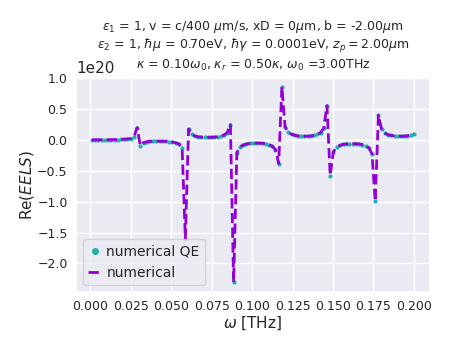 ε₁ = 1, v = c/400 μm/s, xD = 0μm, b = -2.00μm
ε₂ = 1, ℏμ = 0.70eV, ℏγ = 0.0001eV, zₚ = 2.00μm
κ = 0.10ω₀, κᵣ = 0.50κ, ω₀ =3.00THz
1e20
1.0
0.5
0.0
−0.5
−1.0
−1.5
−2.0
Re(EELS)
numerical QE
numerical
0.000 0.025 0.050 0.075 0.100 0.125 0.150 0.175 0.200
ω [THz]